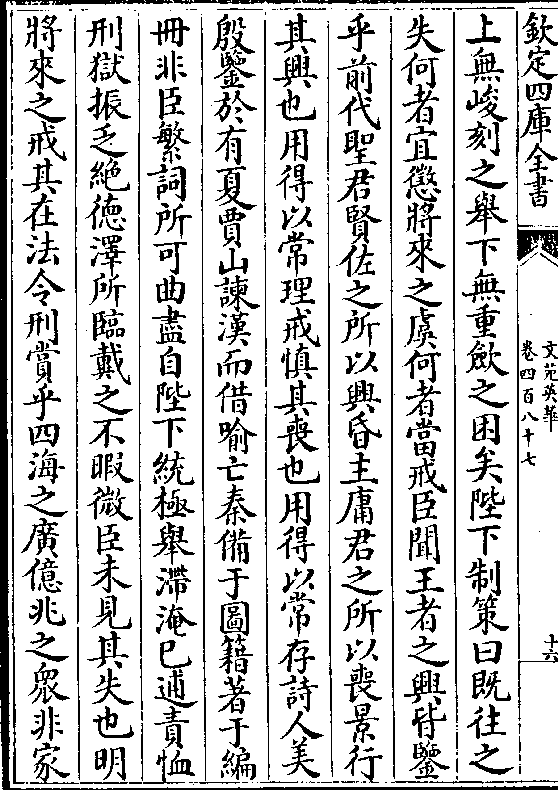 欽定四庫全書
文苑英華
卷四百八十七
十六
上無峻刻之舉下無重斂之困矣陛下制策曰既往之
失何者宜懲將來之虞何者當戒臣聞王者之興皆鑒
乎前代聖君賢佐之所以興昏主庸君之所以喪景行
其興也用得以常理戒慎其喪也用得以常存詩人美
殷鑒於有夏賈山諫漢而借喻亡秦備于圖籍著于編
冊非臣繁詞所可曲盡自陛下統極舉滯淹已逋責恤
刑獄振乏絶德澤所臨戴之不暇微臣未見其失也明
將來之戒其在法令刑賞乎四海之廣億兆之眾非家